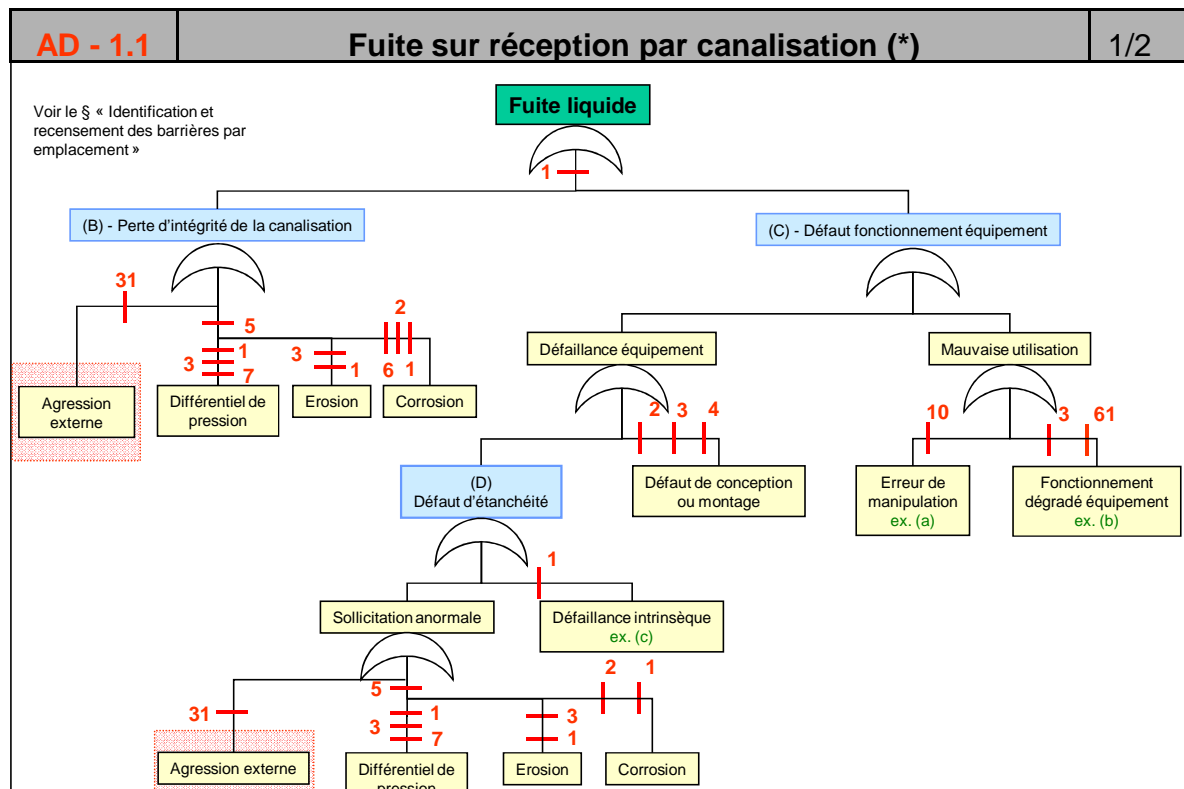 AD - 1.1
Fuite sur réception par canalisation (*)
1/2
Voir le § « Identification et
recensement des barrières par
emplacement »
Fuite liquide
1
(B) - Perte d'intégrité de la canalisation
(C) - Défaut fonctionnement équipement
31
5
1
3
7
3
1
2
6 1
Agression
externe
Différentiel de
pression
Erosion
Corrosion
Défaillance équipement
Mauvaise utilisation
2 3 4
10
3 61
(D)
Défaut d'étanchéité
Défaut de conception
ou montage
Erreur de
manipulation
ex. (a)
Fonctionnement
dégradé équipement
ex. (b)
1
Sollicitation anormale
Défaillance intrinsèque
ex. (c)
31
5
1
3
7
3
1
2 1
Agression externe
Différentiel de
pression
Erosion
Corrosion